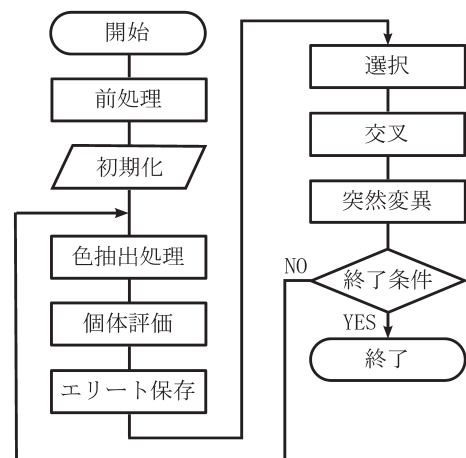 開始
前処理
初期化
色抽出処理
個体評価
エリート保存
選択
交叉
突然変異
終了条件
NO
YES
終了